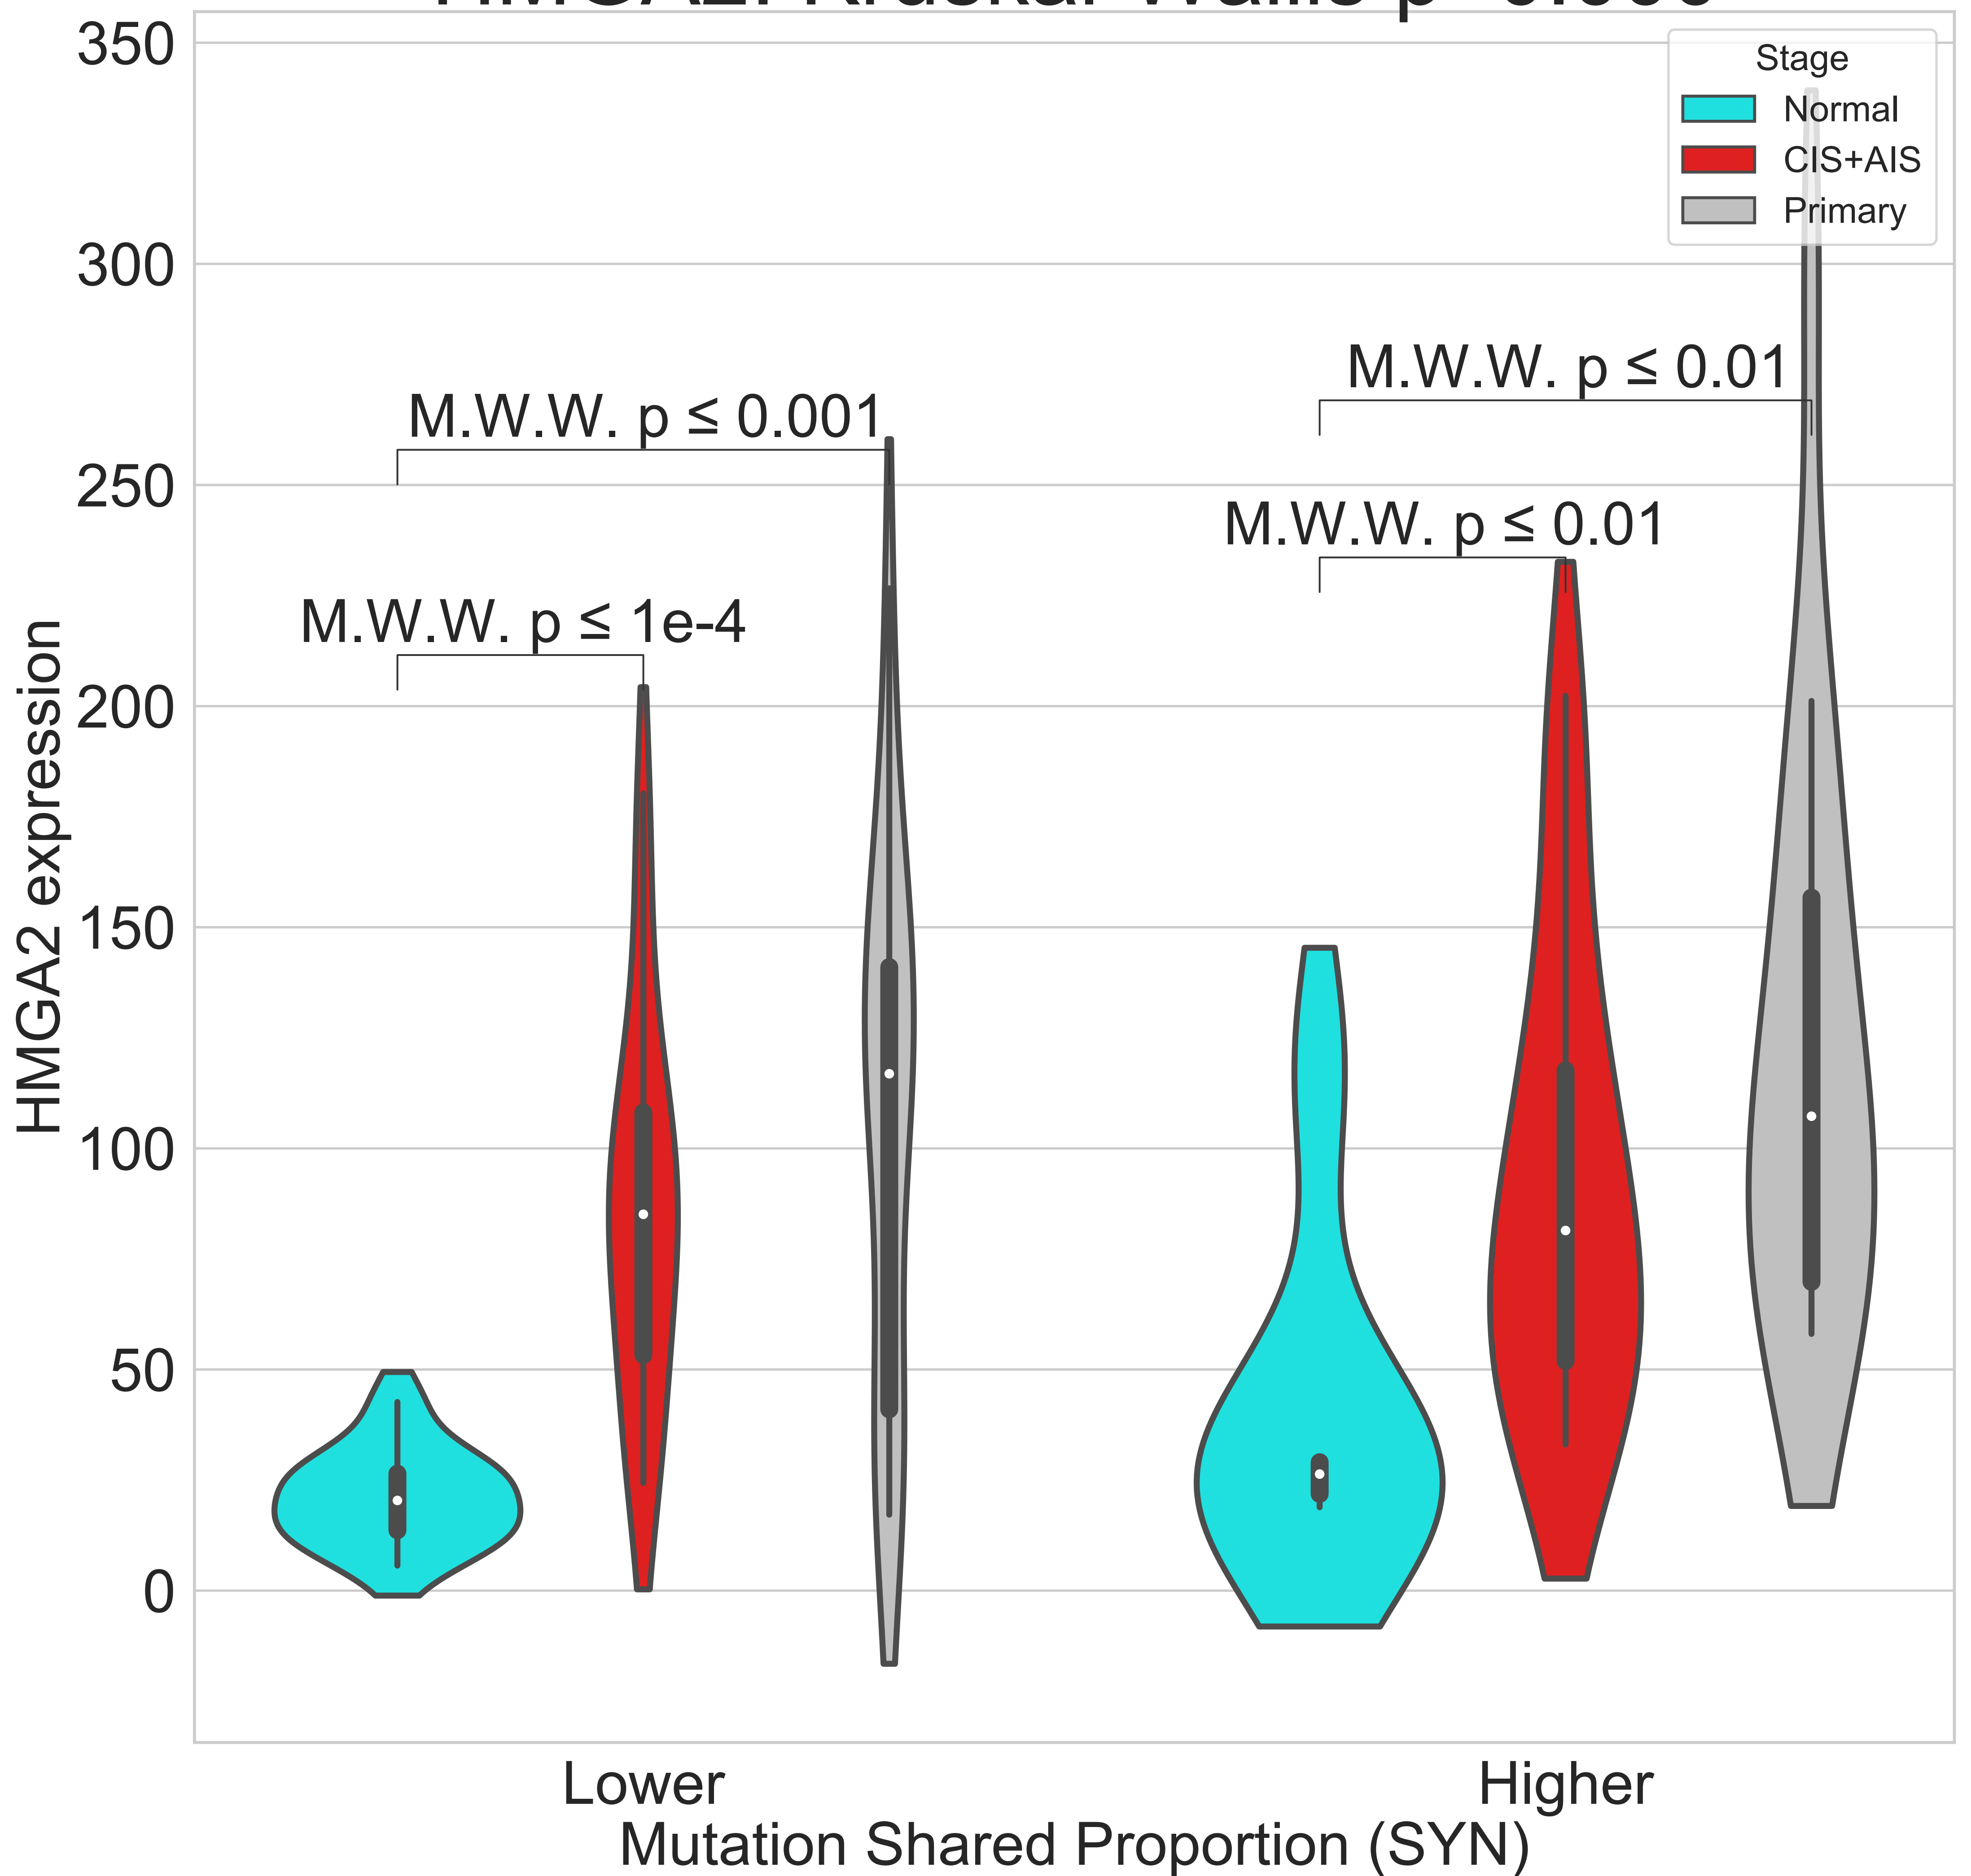 350
300
250
200
150
100
50
0
HMGA2 expression
Stage
Normal
CIS+AIS
Primary
M.W.W. p ≤ 0.01
M.W.W. p ≤ 0.001
M.W.W. p ≤ 0.01
M.W.W. p ≤ 1e-4
Lower
Higher
Mutation Shared Proportion (SYN)